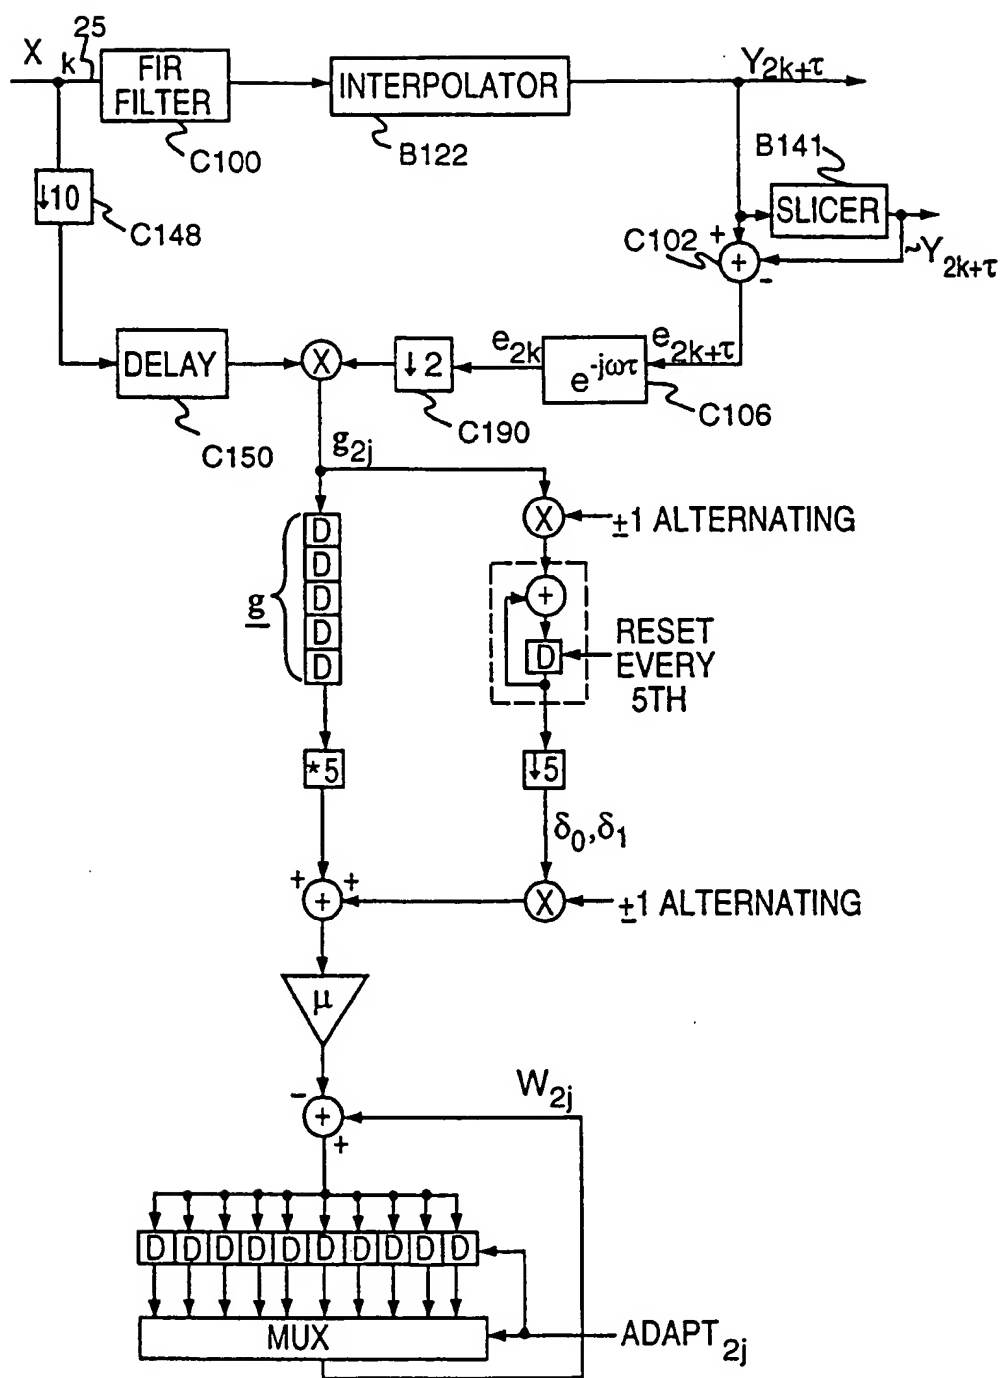 25
X
k
FIR
FILTER
INTERPOLATOR
Y2k+τ
C100
B122
B141
↓10
SLICER
C148
C102
+
+
-
~Y2k+τ
DELAY
X
↓2
e2k
e-jωτ
e2k+τ
C150
C190
C106
g2j
D
D
D
D
D
g
X
±1 ALTERNATING
+
D
RESET
EVERY
5TH
*5
↓5
δ0,δ1
+
+
+
X
±1 ALTERNATING
μ
-
+
+
W2j
D D D D D D D D D D
MUX
ADAPT2j